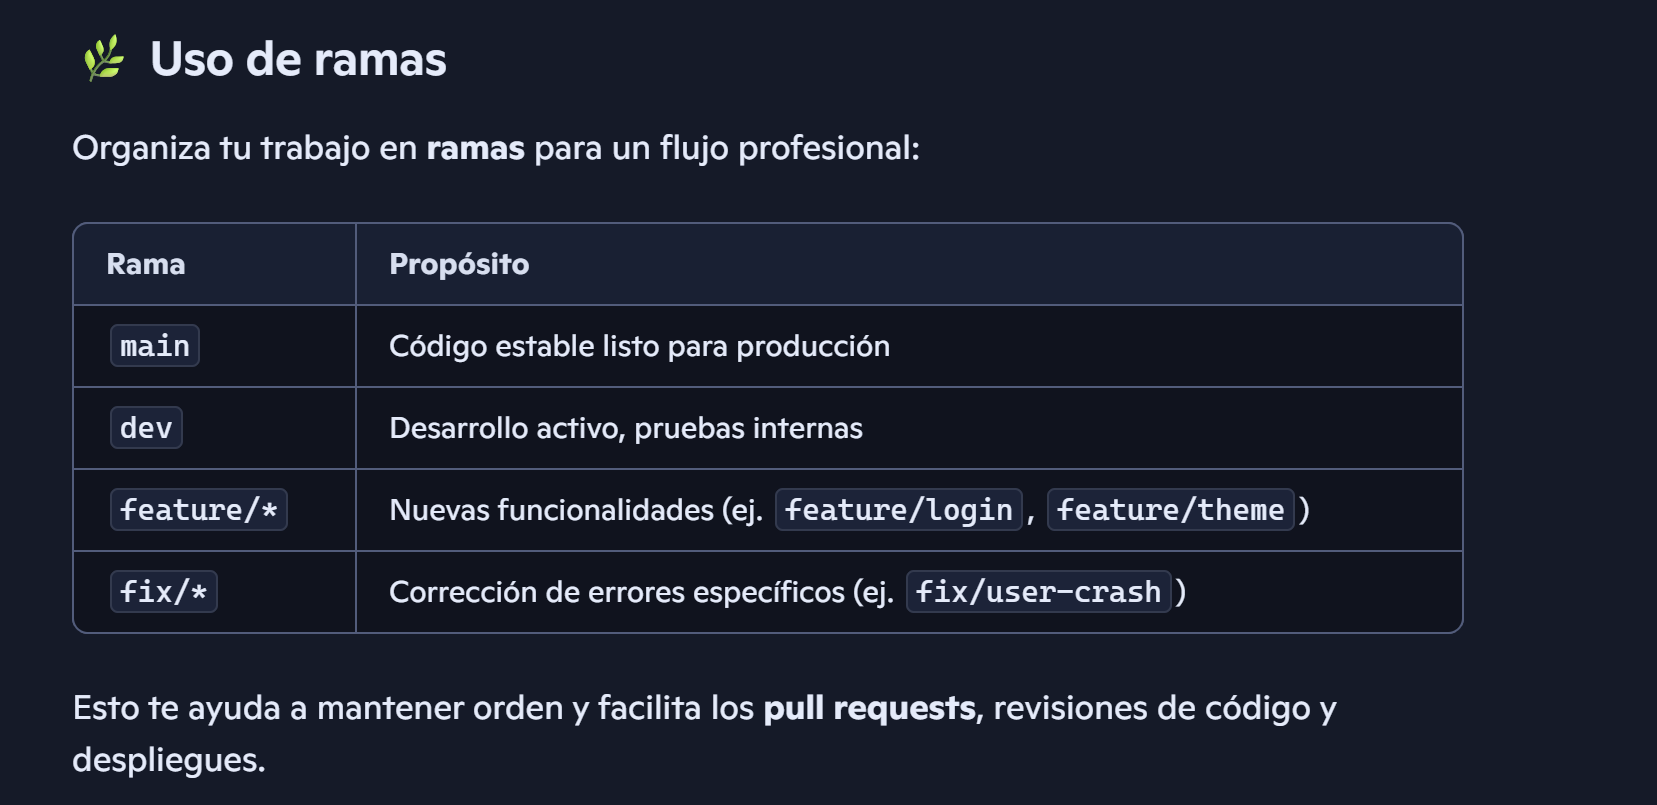 🌿 Uso de ramas
Organiza tu trabajo en ramas para un flujo profesional:
Rama Propósito
main Código estable listo para producción
dev Desarrollo activo, pruebas internas
feature/* Nuevas funcionalidades (ej. feature/login, feature/theme)
fix/* Corrección de errores específicos (ej. fix/user-crash)
Esto te ayuda a mantener orden y facilita los pull requests, revisiones de código y
despliegues.